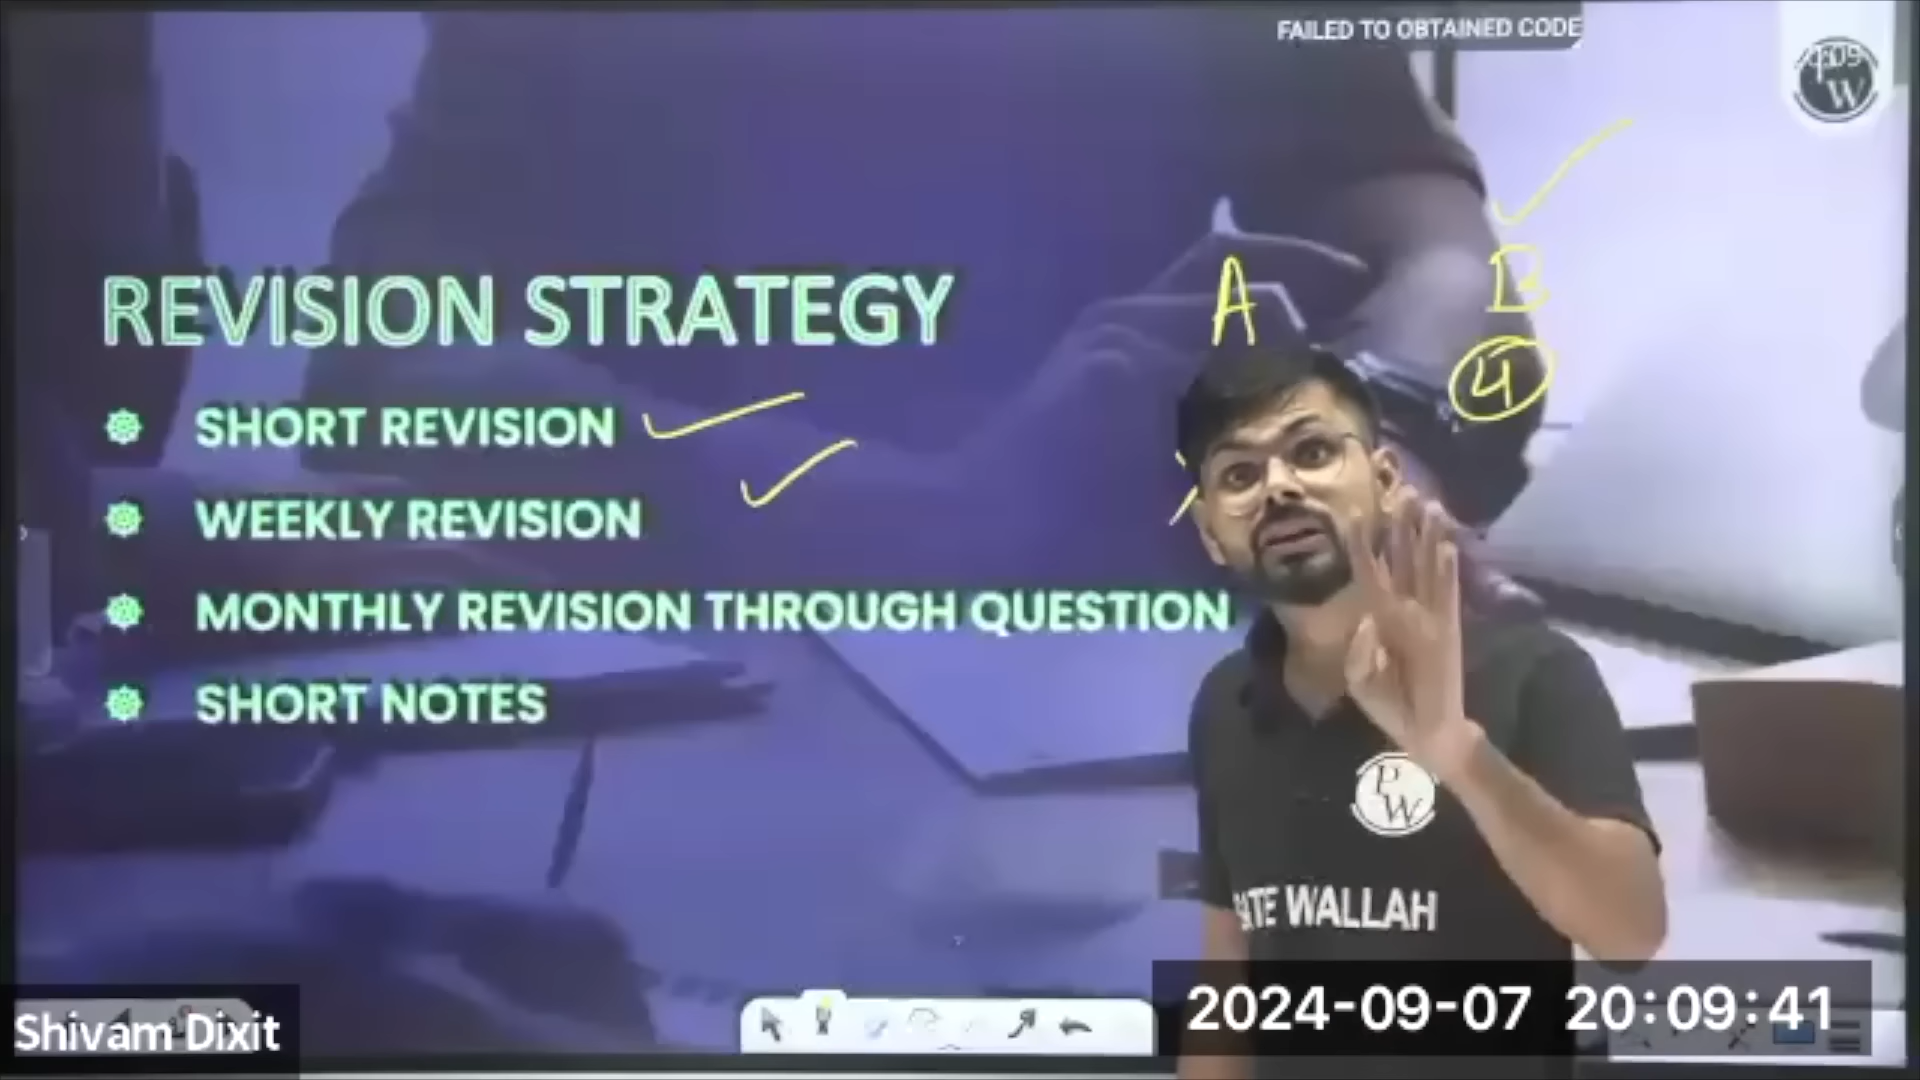 FAILED TO OBTAINED CODE
PW
A
B
4
REVISION STRATEGY
SHORT REVISION
WEEKLY REVISION
MONTHLY REVISION THROUGH QUESTION
SHORT NOTES
PW
WALLAH
Shivam Dixit
2024-09-07 20:09:41